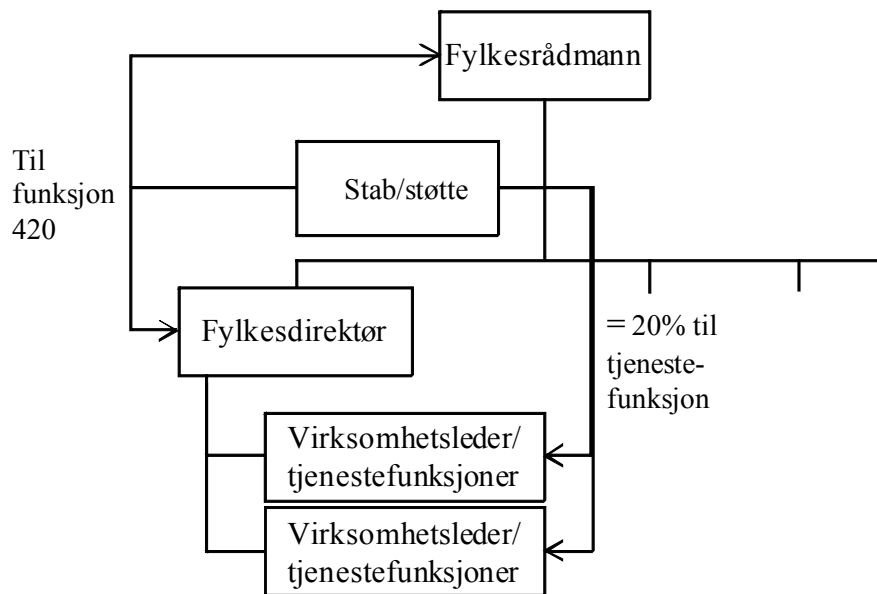 Fylkesrådmann
Til
funksjon
420
Stab/støtte
Fylkesdirektør
= 20% til
tjeneste-
funksjon
Virksomhetsleder/
tjenestefunksjoner
Virksomhetsleder/
tjenestefunksjoner